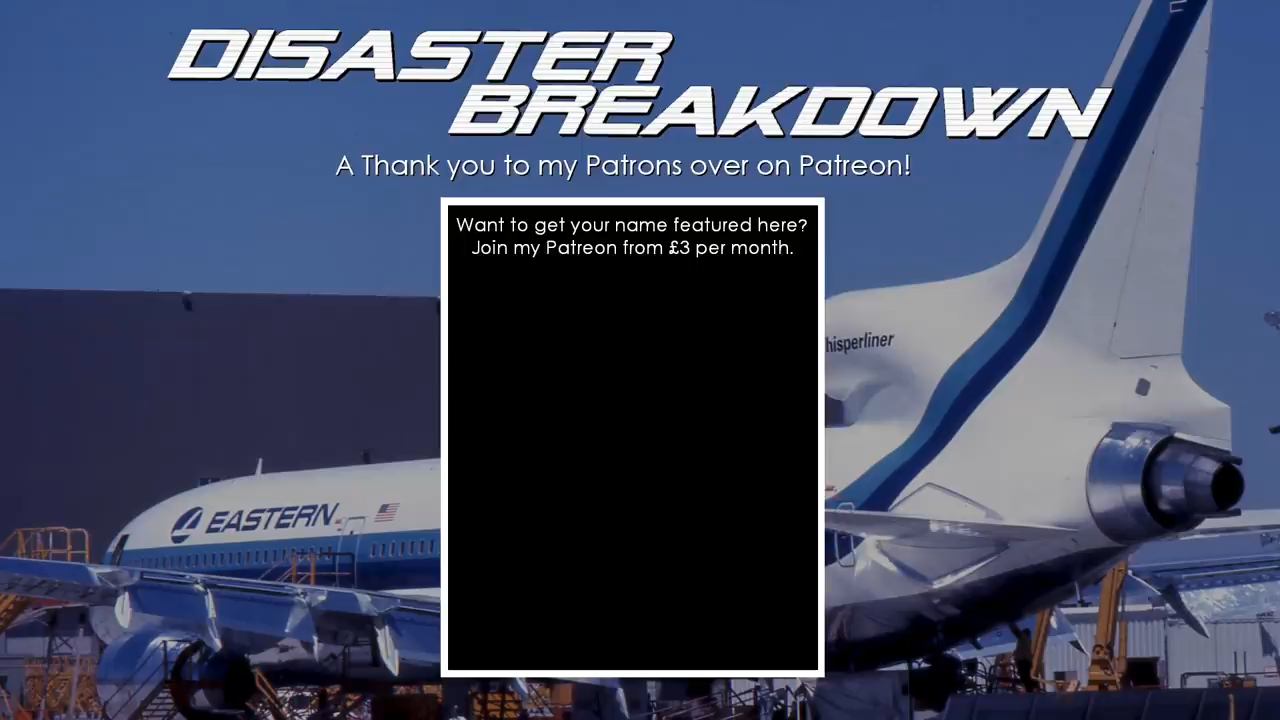 DISASTER
BREAKDOWN
A Thank you to my Patrons over on Patreon!
Want to get your name featured here?
Join my Patreon from £3 per month.
hisperliner
EASTERN